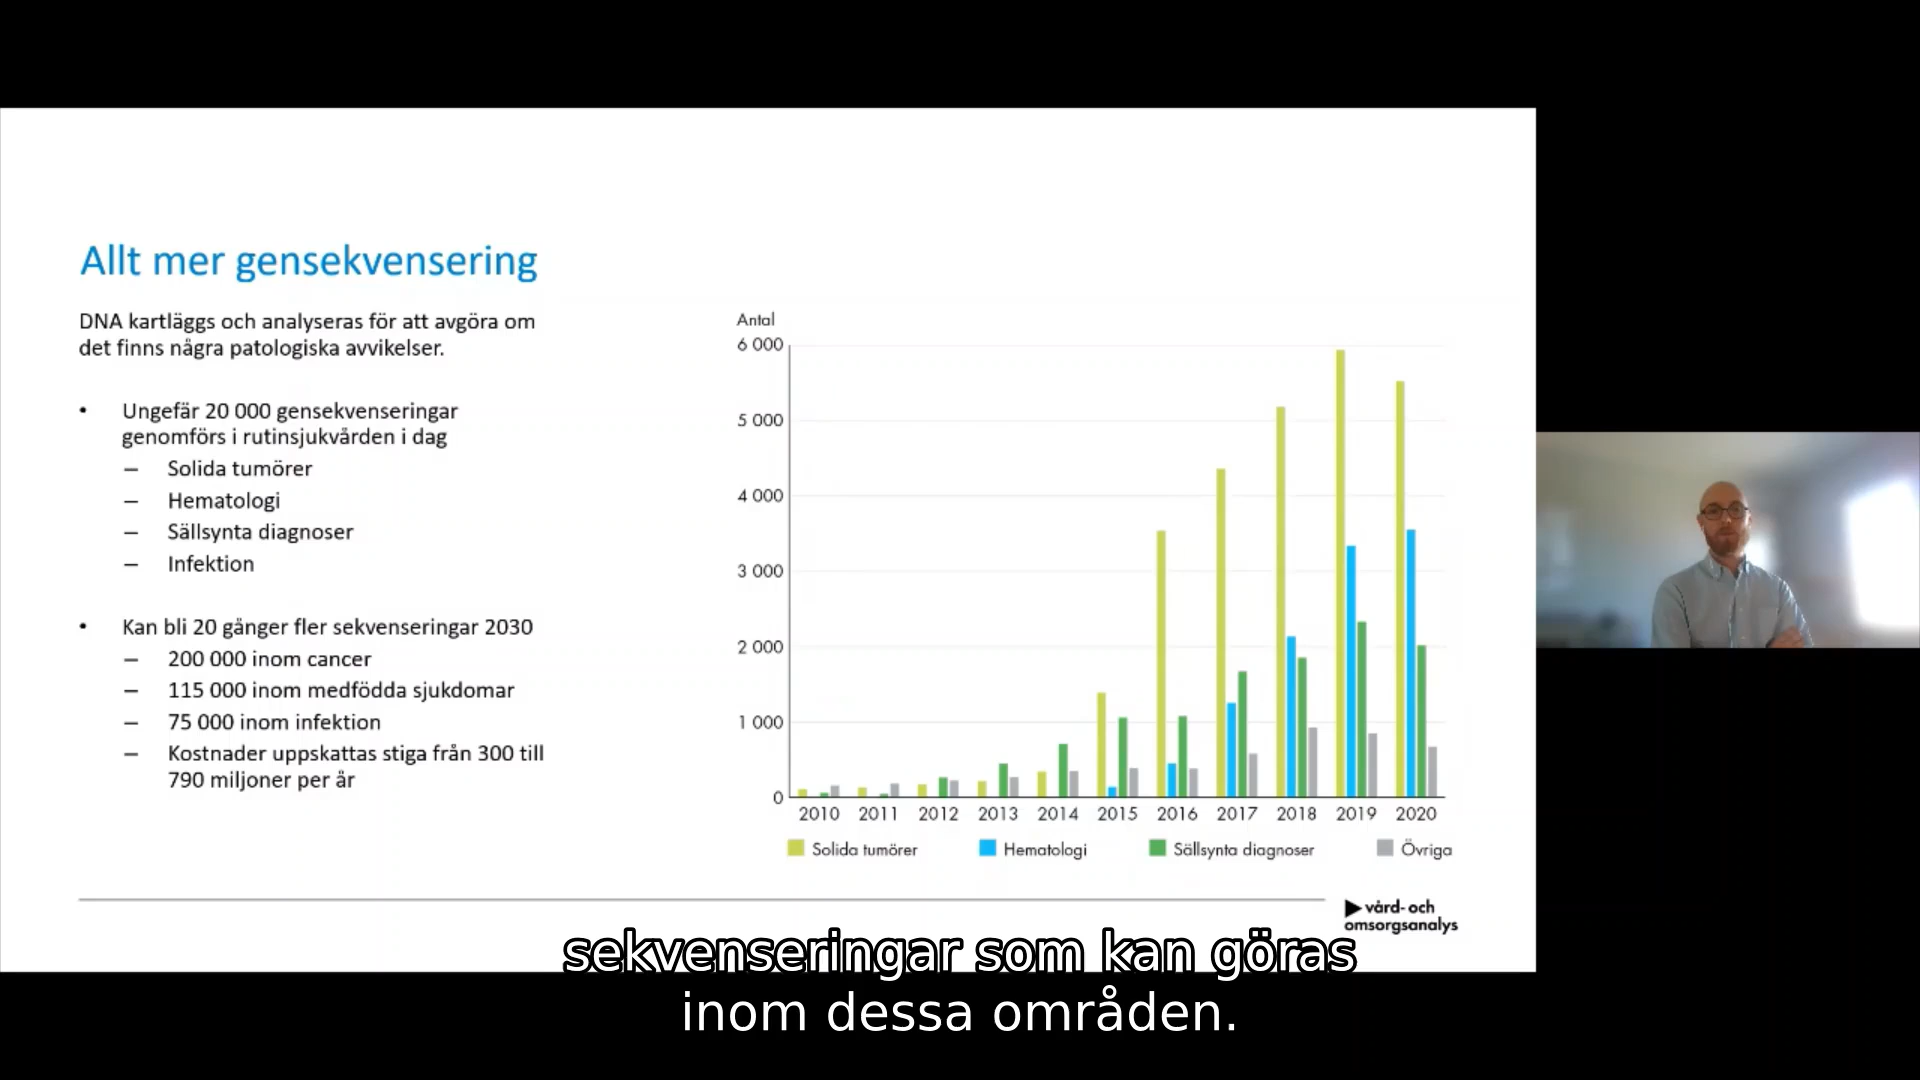 Allt mer gensekvensering
DNA kartläggs och analyseras för att avgöra om
det finns några patologiska avvikelser.
• Ungefär 20 000 gensekvenseringar
genomförs i rutinsjukvården i dag
– Solida tumörer
– Hematologi
– Sällsynta diagnoser
– Infektion
• Kan bli 20 gånger fler sekvenseringar 2030
– 200 000 inom cancer
– 115 000 inom medfödda sjukdomar
– 75 000 inom infektion
– Kostnader uppskattas stiga från 300 till
790 miljoner per år
Antal
6 000
5 000
4 000
3 000
2 000
1 000
0
2010 2011 2012 2013 2014 2015 2016 2017 2018 2019 2020
Solida tumörer Hematologi Sällsynta diagnoser Övriga
vård- och
omsorgsanalys
sekvenseringar som kan göras
inom dessa områden.